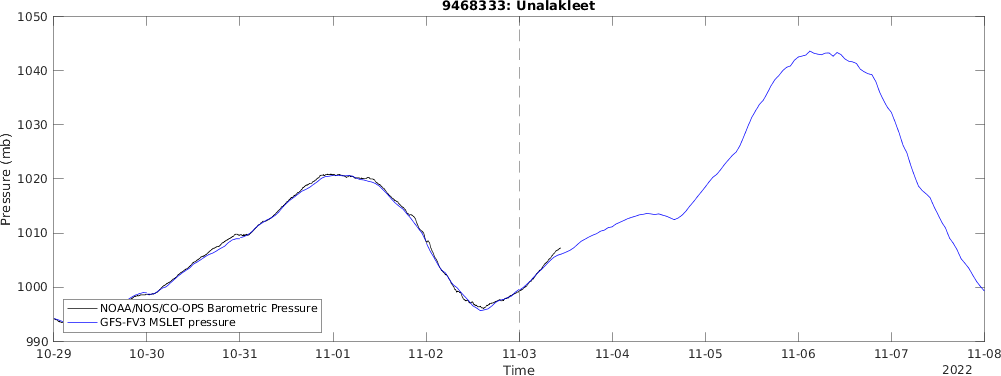 9468333: Unalakleet
Pressure (mb)
1050
1040
1030
1020
1010
1000
990
NOAA/NOS/CO-OPS Barometric Pressure
GFS-FV3 MSLET pressure
10-29 10-30 10-31 11-01 11-02 11-03 11-04 11-05 11-06 11-07 11-08
Time
2022